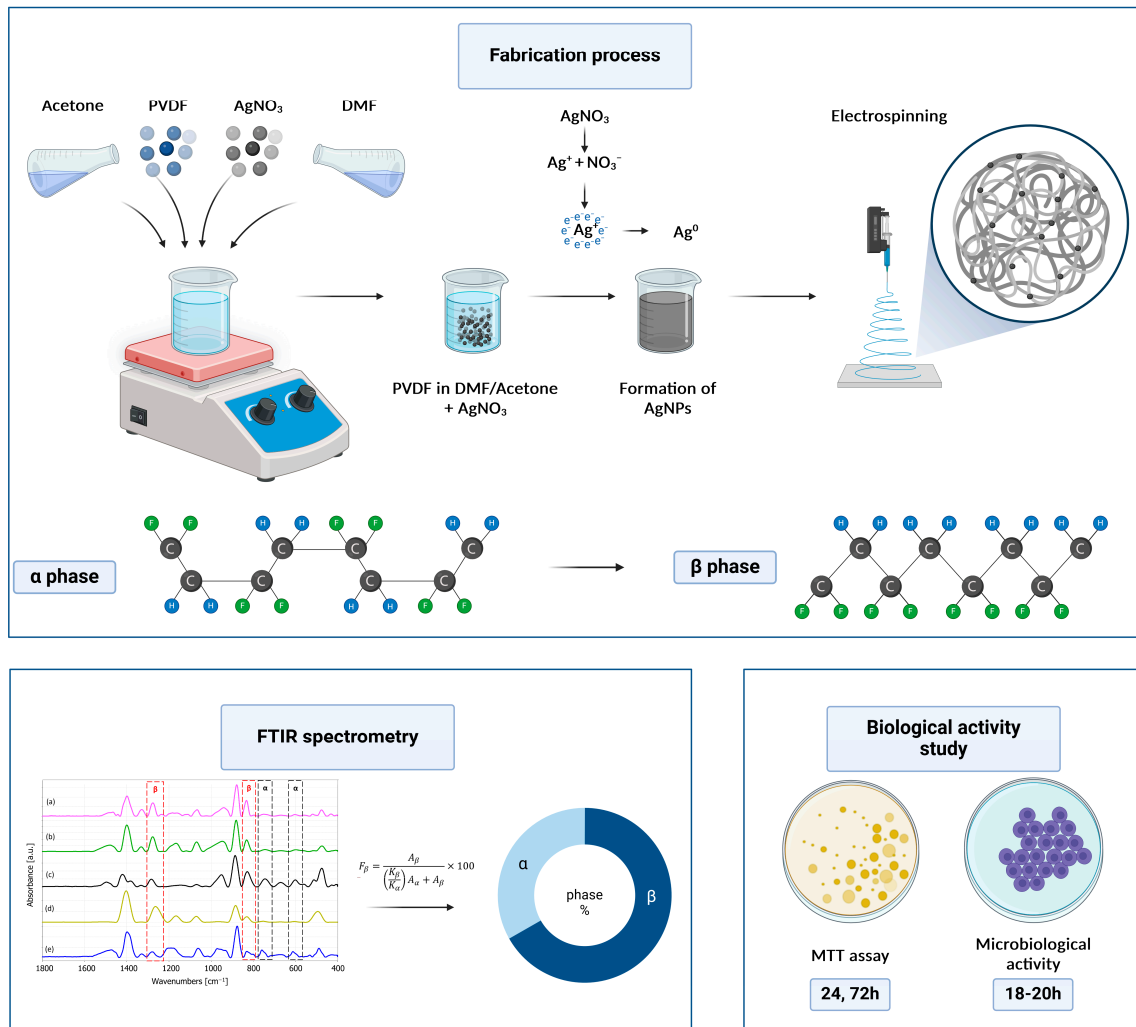 Fabrication process
Acetone
PVDF
AgNO₃
DMF
AgNO₃
Ag⁺ + NO₃⁻
e⁻ e⁻ e⁻ e⁻
e⁻ Ag⁺ e⁻
e⁻ e⁻ e⁻ e⁻
Ag⁰
Electrospinning
PVDF in DMF/Acetone
+ AgNO₃
Formation of
AgNPs
α phase
F F H H F F H H
C C C C
C C C C
H H F F H H F F
β phase
H H H H H H H H
C C C C
C C C C
F F F F F F F F
FTIR spectrometry
β β α α
(a)
(b)
(c)
(d)
(e)
Absorbance [a.u.]
1800 1400 1200 1000 800 600 400
Wavenumbers [cm⁻¹]
F_β = A_β / ((K_β/K_α) A_α + A_β) × 100
α
phase
%
β
Biological activity
study
MTT assay
24, 72h
Microbiological
activity
18-20h